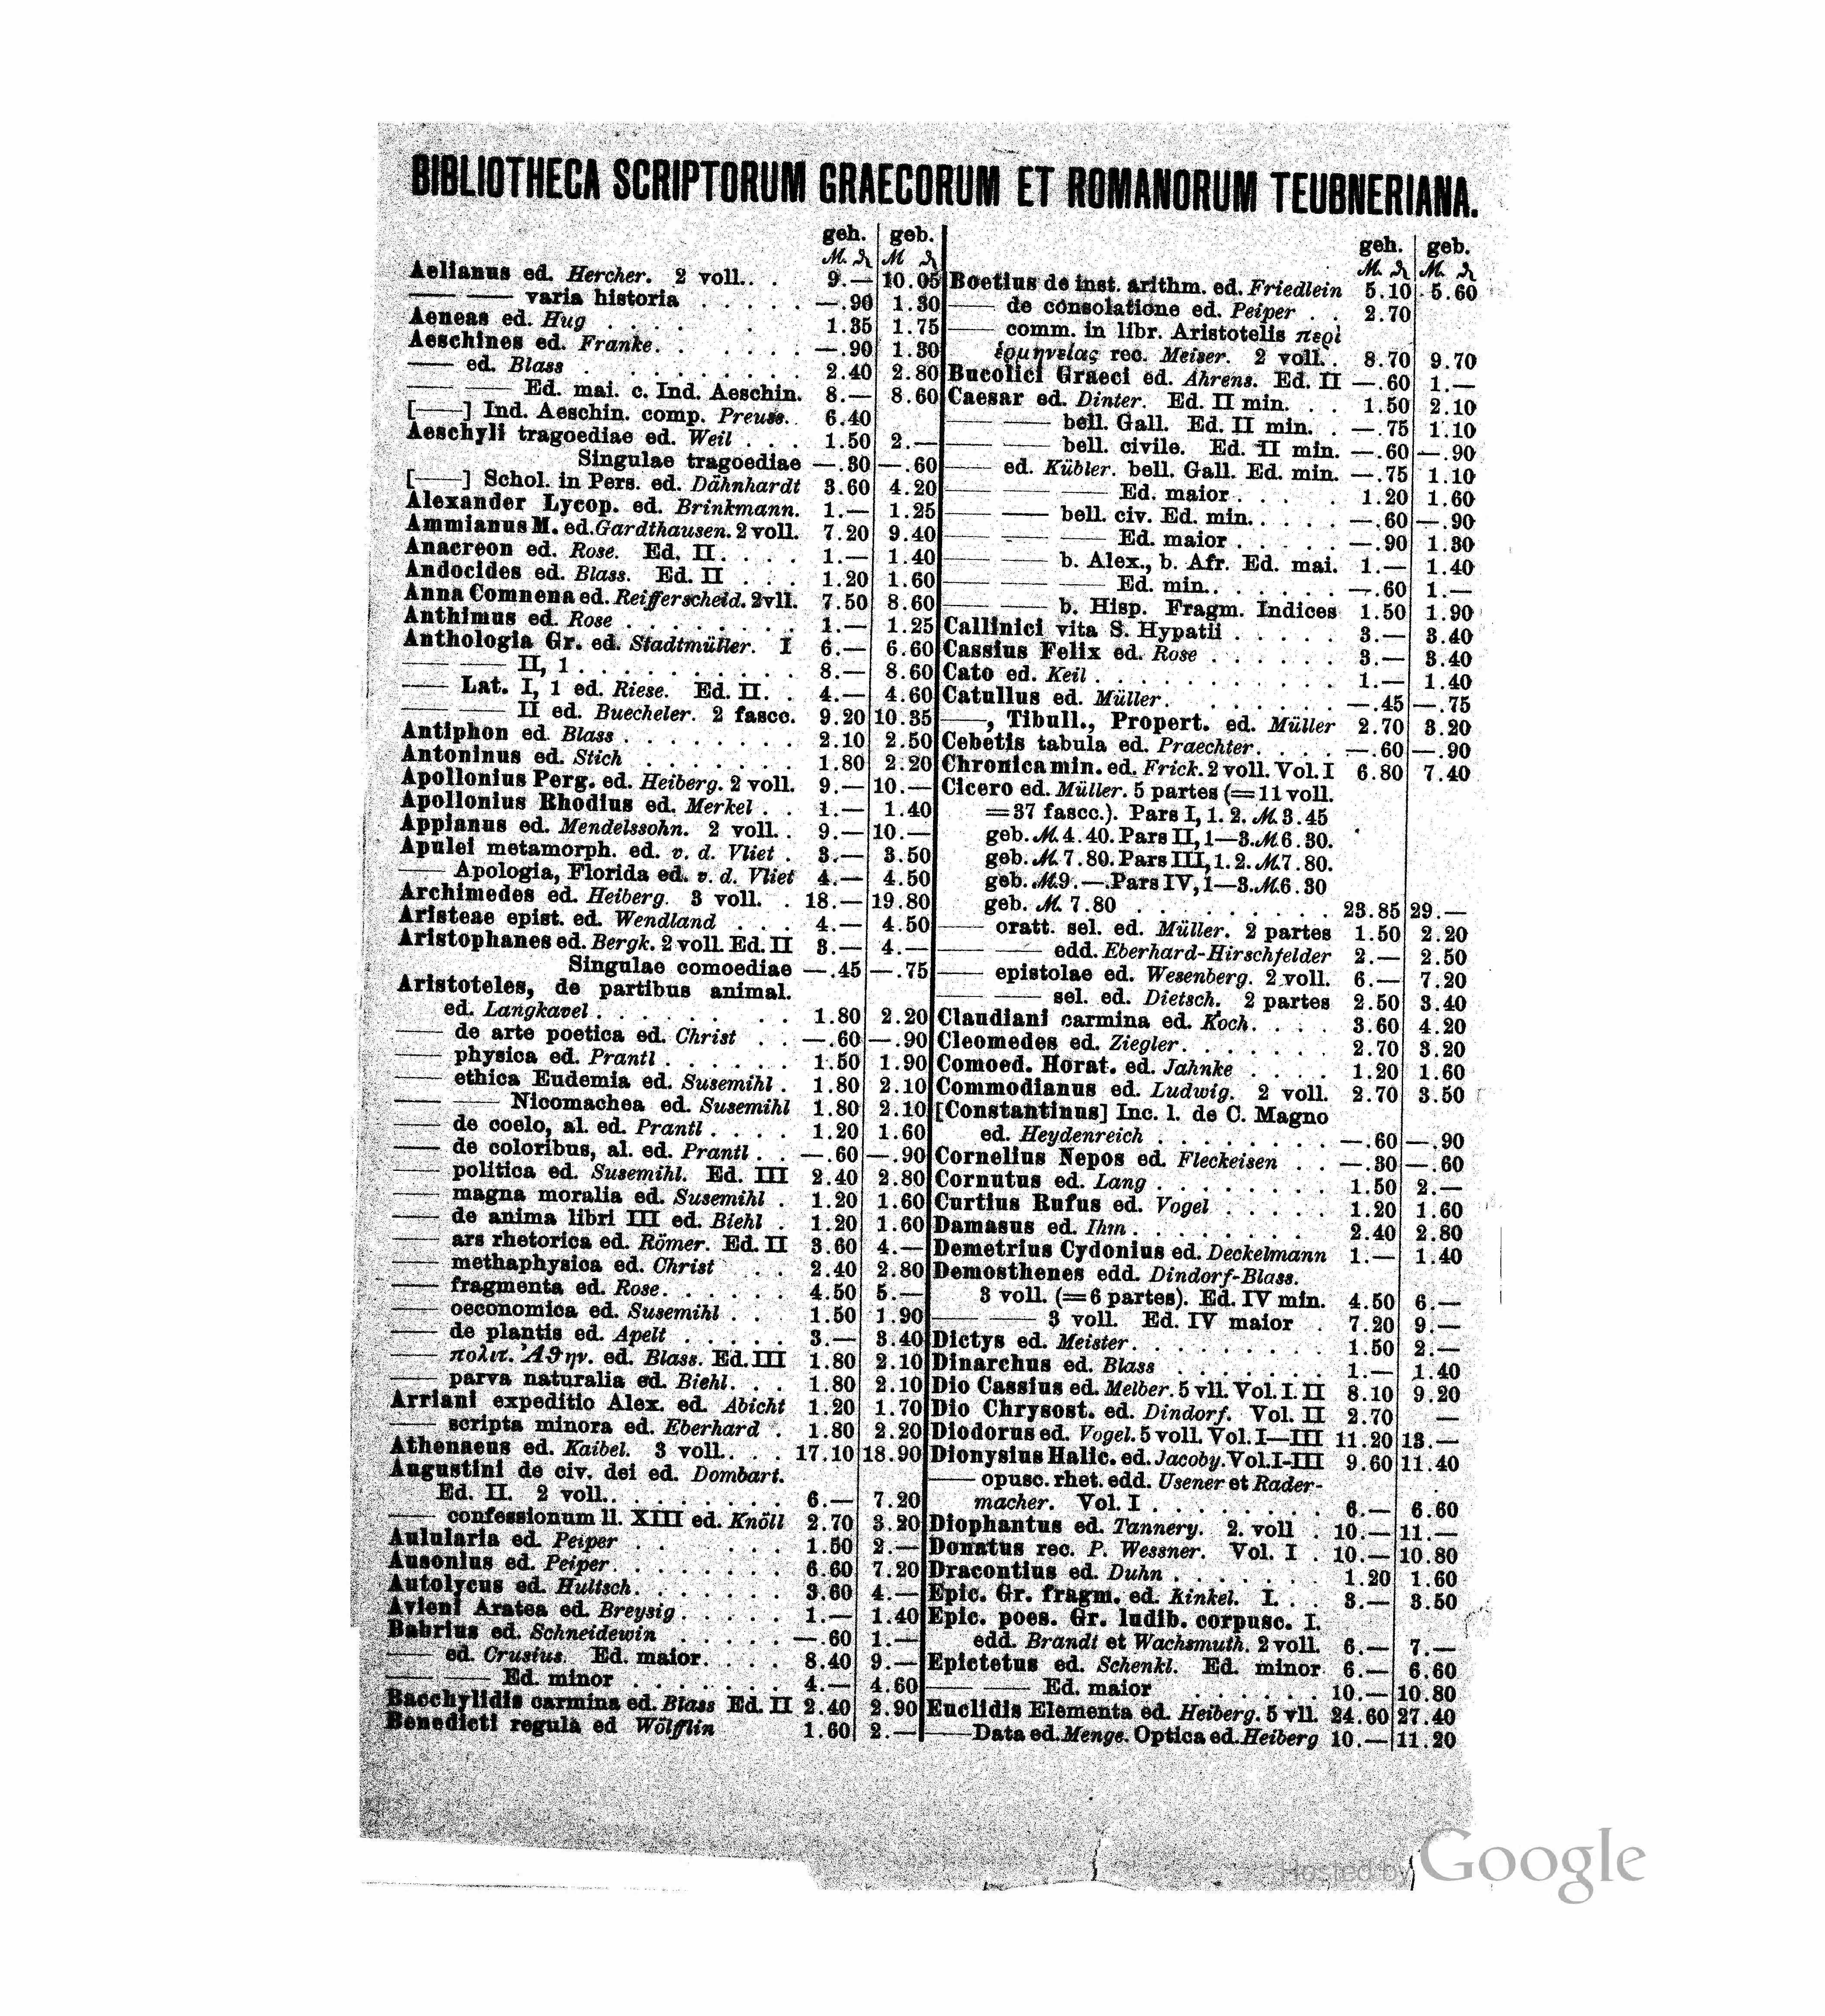 BIBLIOTHECA SCRIPTORUM GRAECORUM ET ROMANORUM TEUBNERIANA.
geh. geb.
M. ₰ M ₰
Aelianus ed. Hercher. 2 voll. . . 9.— 10.05
—— —— varia historia . . . . . —.90 1.30
Aeneas ed. Hug . . . . . 1.35 1.75
Aeschines ed. Franke. . . . . . —.90 1.30
—— ed. Blass . . . . . . . . . 2.40 2.80
—— —— Ed. mai. c. Ind. Aeschin. 8.— 8.60
[——] Ind. Aeschin. comp. Preuss. . 6.40
Aeschyli tragoediae ed. Weil . . . 1.50 2.—
Singulae tragoediae —.30 —.60
[——] Schol. in Pers. ed. Dähnhardt 3.60 4.20
Alexander Lycop. ed. Brinkmann. 1.— 1.25
Ammianus M. ed. Gardthausen. 2 voll. 7.20 9.40
Anacreon ed. Rose. Ed. II . . . . 1.— 1.40
Andocides ed. Blass. Ed. II . . . 1.20 1.60
Anna Comnena ed. Reifferscheid. 2 vll. 7.50 8.60
Anthimus ed. Rose . . . . . . . . 1.— 1.25
Anthologia Gr. ed. Stadtmüller. I 6.— 6.60
—— —— II, 1 . . . . . . . . . . 8.— 8.60
—— Lat. I, 1 ed. Riese. Ed. II. . 4.— 4.60
—— —— II ed. Buecheler. 2 fascc. 9.20 10.35
Antiphon ed. Blass . . . . . . . . 2.10 2.50
Antoninus ed. Stich . . . . . . . 1.80 2.20
Apollonius Perg. ed. Heiberg. 2 voll. 9.— 10.—
Apollonius Rhodius ed. Merkel . . 1.— 1.40
Appianus ed. Mendelssohn. 2 voll. . 9.— 10.—
Apulei metamorph. ed. v. d. Vliet . 3.— 3.50
—— Apologia, Florida ed. v. d. Vliet 4.— 4.50
Archimedes ed. Heiberg. 3 voll. . 18.— 19.80
Aristeae epist. ed. Wendland . . . 4.— 4.50
Aristophanes ed. Bergk. 2 voll. Ed. II 3.— 4.—
Singulae comoediae —.45 —.75
Aristoteles, de partibus animal.
ed. Langkavel . . . . . . . . . 1.80 2.20
—— de arte poetica ed. Christ . . —.60 —.90
—— physica ed. Prantl . . . . . . 1.50 1.90
—— ethica Eudemia ed. Susemihl . 1.80 2.10
—— —— Nicomachea ed. Susemihl 1.80 2.10
—— de coelo, al. ed. Prantl . . . . 1.20 1.60
—— de coloribus, al. ed. Prantl . . —.60 —.90
—— politica ed. Susemihl. Ed. III 2.40 2.80
—— magna moralia ed. Susemihl . 1.20 1.60
—— de anima libri III ed. Biehl . 1.20 1.60
—— ars rhetorica ed. Römer. Ed. II 3.60 4.—
—— methaphysica ed. Christ . . 2.40 2.80
—— fragmenta ed. Rose. . . . . . 4.50 5.—
—— oeconomica ed. Susemihl . . . 1.50 1.90
—— de plantis ed. Apelt . . . . . 3.— 3.40
—— πολιτ. Ἀθην. ed. Blass. Ed. III 1.80 2.10
—— parva naturalia ed. Biehl. . . 1.80 2.10
Arriani expeditio Alex. ed. Abicht 1.20 1.70
—— scripta minora ed. Eberhard . 1.80 2.20
Athenaeus ed. Kaibel. 3 voll. . . . 17.10 18.90
Augustini de civ. dei ed. Dombart.
Ed. II. 2 voll. . . . . . . . . 6.— 7.20
—— confessionum ll. XIII ed. Knöll 2.70 3.20
Aulularia ed. Peiper . . . . . . 1.50 2.—
Ausonius ed. Peiper . . . . . . . . 6.60 7.20
Autolycus ed. Hultsch. . . . . . . 3.60 4.—
Avieni Aratea ed. Breysig . . . . . 1.— 1.40
Babrius ed. Schneidewin . . . . . —.60 1.—
—— ed. Crusius. Ed. maior. . . . 8.40 9.—
—— —— Ed. minor . . . . . . . 4.— 4.60
Bacchylidis carmina ed. Blass Ed. II 2.40 2.90
Benedicti regula ed Wölfflin 1.60 2.—
geh. geb.
M. ₰ M. ₰
Boetius de inst. arithm. ed. Friedlein 5.10 5.60
—— de consolatione ed. Peiper . . 2.70
—— comm. in libr. Aristotelis περὶ
ἑρμηνείας rec. Meiser. 2 voll. . 8.70 9.70
Bucolici Graeci ed. Ahrens. Ed. II —.60 1.—
Caesar ed. Dinter. Ed. II min. . . 1.50 2.10
—— —— bell. Gall. Ed. II min. . —.75 1.10
—— —— bell. civile. Ed. II min. —.60 —.90
—— ed. Kübler. bell. Gall. Ed. min. —.75 1.10
—— —— —— Ed. maior . . . . . 1.20 1.60
—— —— bell. civ. Ed. min. . . . . —.60 —.90
—— —— —— Ed. maior . . . . . —.90 1.30
—— —— b. Alex., b. Afr. Ed. mai. 1.— 1.40
—— —— —— Ed. min. . . . . . . —.60 1.—
—— —— b. Hisp. Fragm. Indices 1.50 1.90
Callinici vita S. Hypatii . . . . . 3.— 3.40
Cassius Felix ed. Rose . . . . . . 3.— 3.40
Cato ed. Keil . . . . . . . . . . . 1.— 1.40
Catullus ed. Müller. . . . . . . . —.45 —.75
——, Tibull., Propert. ed. Müller 2.70 3.20
Cebetis tabula ed. Praechter. . . . —.60 —.90
Chronica min. ed. Frick. 2 voll. Vol. I 6.80 7.40
Cicero ed. Müller. 5 partes (=11 voll.
=37 fascc.). Pars I, 1. 2. M. 3.45
geb. M. 4.40. Pars II, 1—3. M. 6.30.
geb. M. 7.80. Pars III, 1. 2. M. 7.80.
geb. M. 9.—. Pars IV, 1—3. M. 6.30
geb. M. 7.80 . . . . . . . . . . 23.85 29.—
—— oratt. sel. ed. Müller. 2 partes 1.50 2.20
—— —— edd. Eberhard-Hirschfelder 2.— 2.50
—— epistolae ed. Wesenberg. 2 voll. 6.— 7.20
—— —— sel. ed. Dietsch. 2 partes 2.50 3.40
Claudiani carmina ed. Koch. . . . 3.60 4.20
Cleomedes ed. Ziegler. . . . . . . 2.70 3.20
Comoed. Horat. ed. Jahnke . . . . 1.20 1.60
Commodianus ed. Ludwig. 2 voll. 2.70 3.50
[Constantinus] Inc. l. de C. Magno
ed. Heydenreich . . . . . . . . . —.60 —.90
Cornelius Nepos ed. Fleckeisen . . —.30 —.60
Cornutus ed. Lang . . . . . . . . 1.50 2.—
Curtius Rufus ed. Vogel . . . . . 1.20 1.60
Damasus ed. Ihm . . . . . . . . 2.40 2.80
Demetrius Cydonius ed. Deckelmann 1.— 1.40
Demosthenes edd. Dindorf-Blass.
3 voll. (=6 partes). Ed. IV min. 4.50 6.—
—— —— 3 voll. Ed. IV maior . 7.20 9.—
Dictys ed. Meister. . . . . . . . . 1.50 2.—
Dinarchus ed. Blass . . . . . . . 1.— 1.40
Dio Cassius ed. Melber. 5 vll. Vol. I. II 8.10 9.20
Dio Chrysost. ed. Dindorf. Vol. II 2.70 —
Diodorus ed. Vogel. 5 voll. Vol. I—III 11.20 13.—
Dionysius Halic. ed. Jacoby. Vol. I-III 9.60 11.40
—— opusc. rhet. edd. Usener et Rader-
macher. Vol. I . . . . . . . 6.— 6.60
Diophantus ed. Tannery. 2. voll . 10.— 11.—
Donatus rec. P. Wessner. Vol. I . 10.— 10.80
Dracontius ed. Duhn . . . . . . 1.20 1.60
Epic. Gr. fragm. ed. Kinkel. I. . . 3.— 3.50
Epic. poes. Gr. ludib. corpusc. I.
edd. Brandt et Wachsmuth. 2 voll. 6.— 7.—
Epictetus ed. Schenkl. Ed. minor 6.— 6.60
—— —— Ed. maior . . . . . . 10.— 10.80
Euclidis Elementa ed. Heiberg. 5 vll. 24.60 27.40
—— Data ed. Menge. Optica ed. Heiberg 10.— 11.20
Hosted by Google